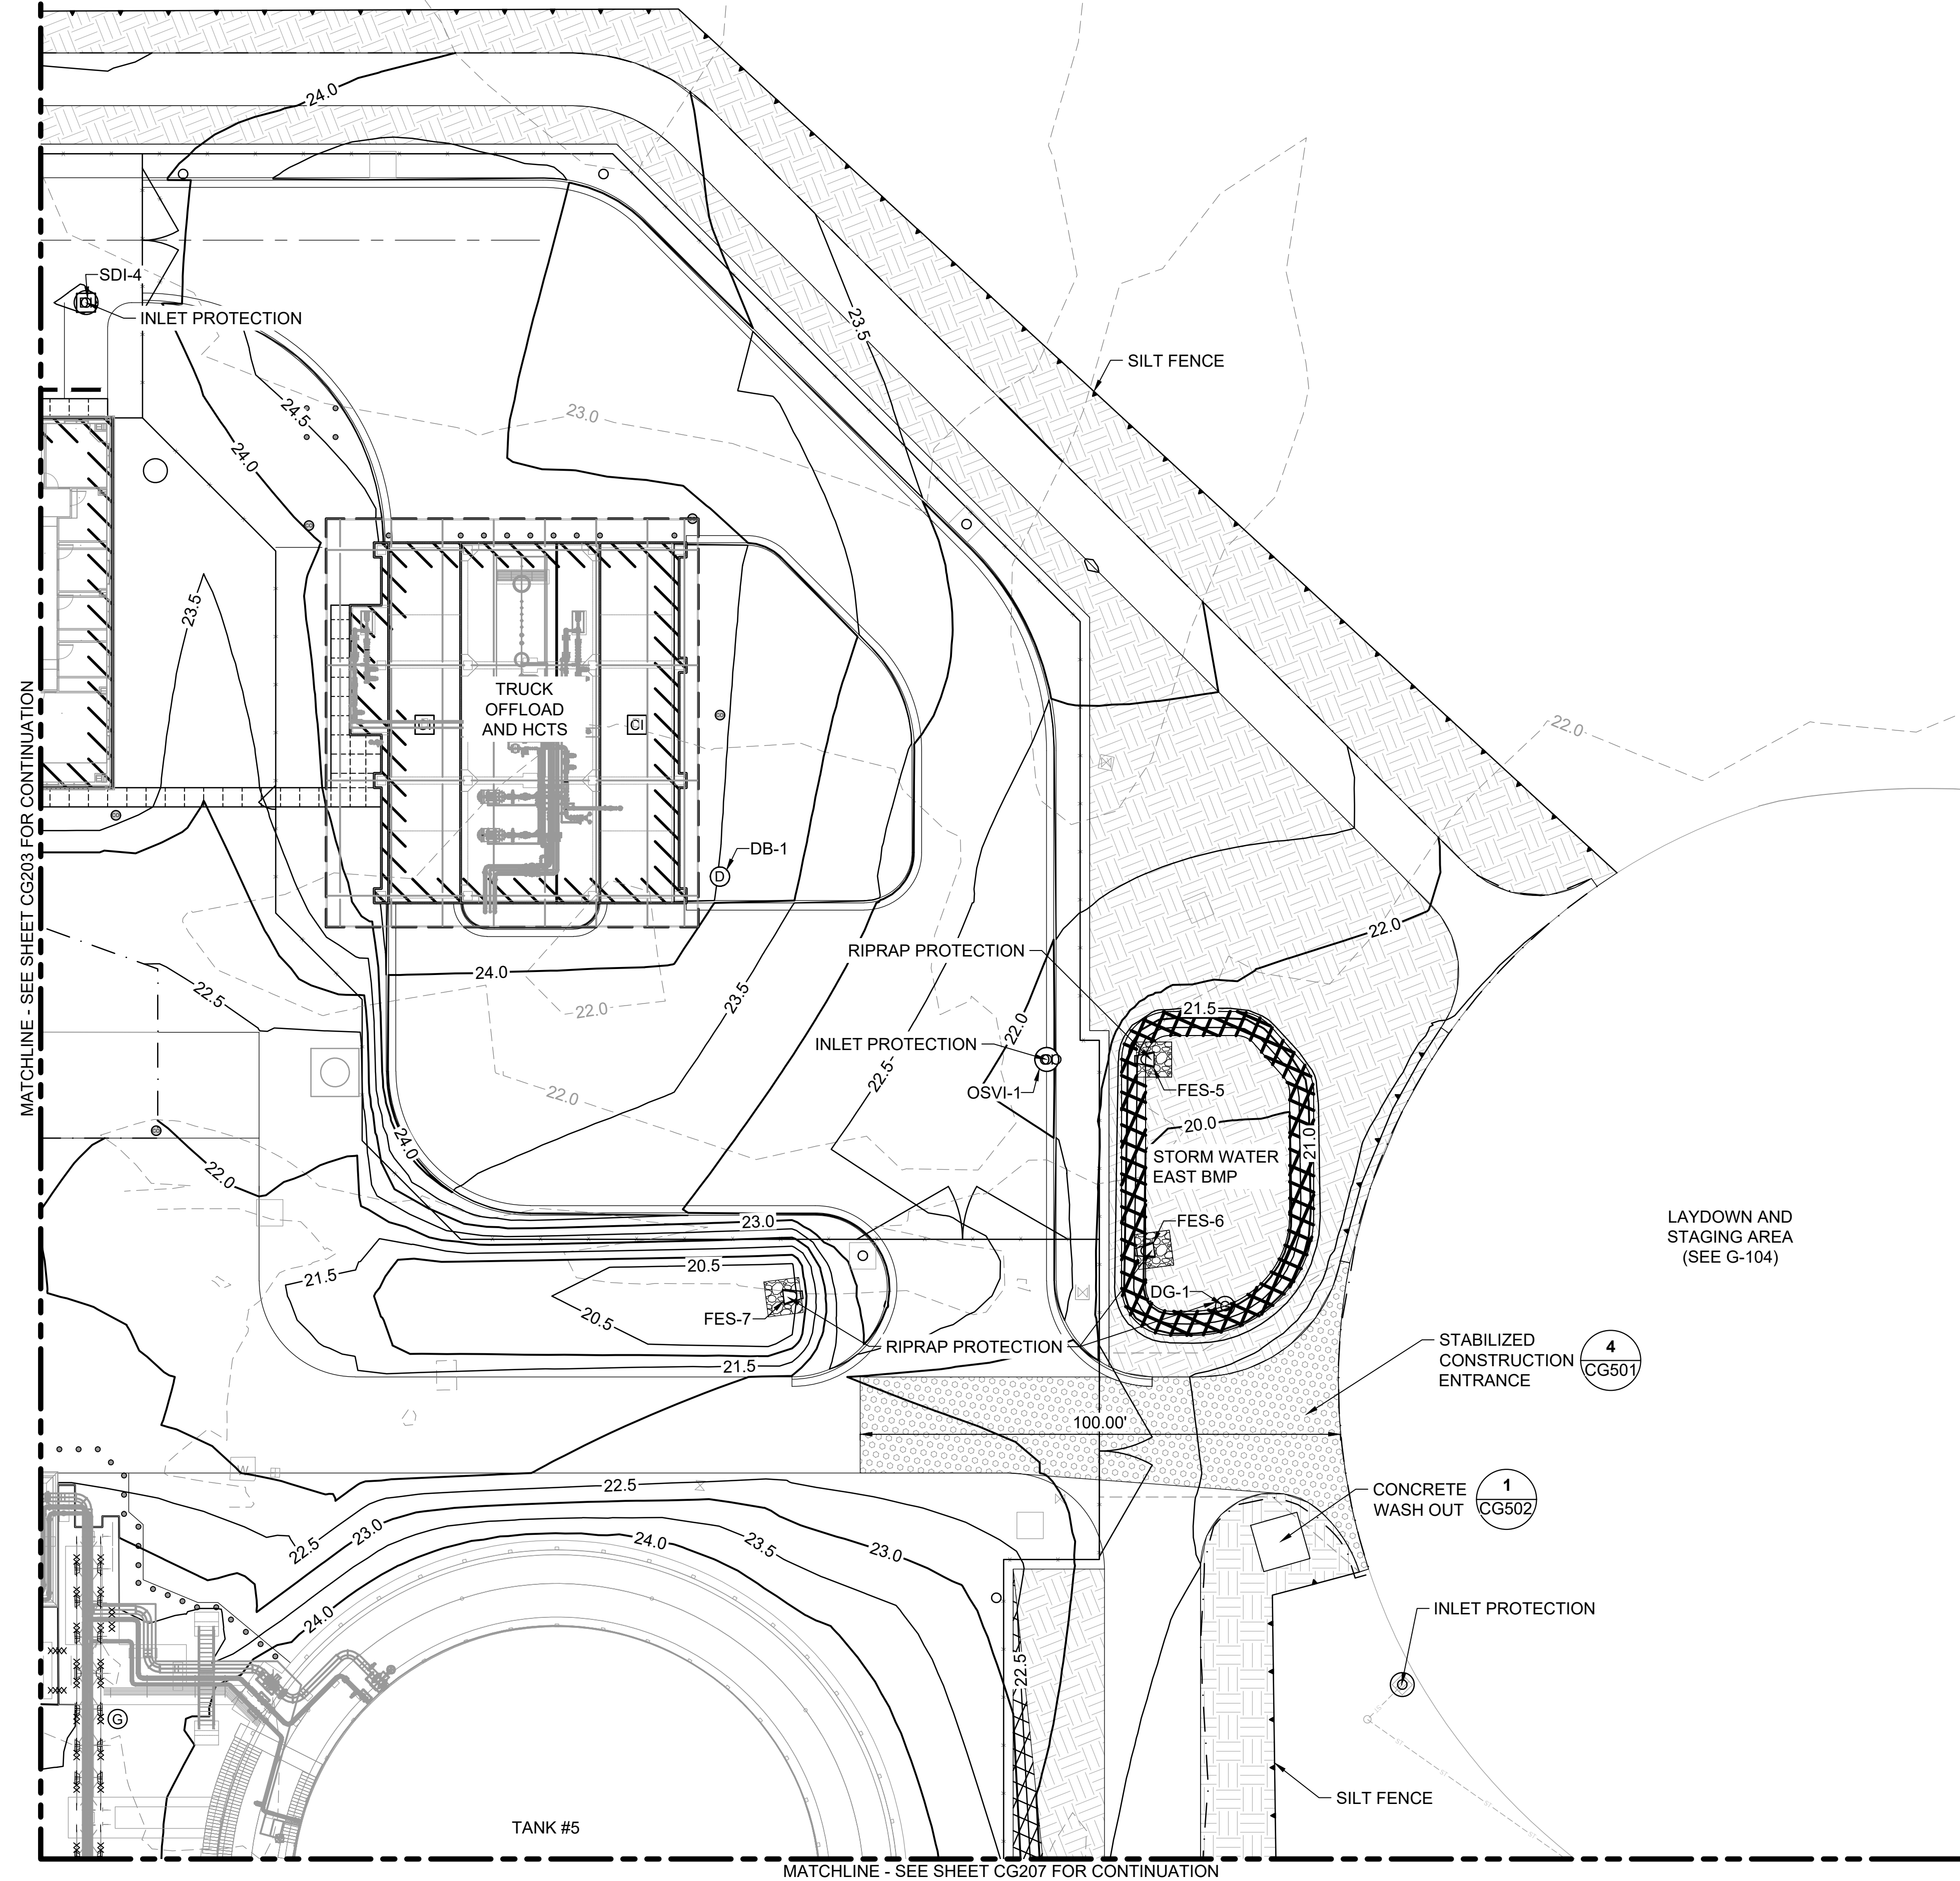 24.0
SDI-4
INLET PROTECTION
23.5
SILT FENCE
24.5
23.0
24.0
23.5
TRUCK
OFFLOAD
AND HCTS
CI
CI
22.0
MATCHLINE - SEE SHEET CG203 FOR CONTINUATION
DB-1
D
22.0
RIPRAP PROTECTION
24.0
22.5
23.5
22.0
21.5
22.0
INLET PROTECTION
22.5
OSVI-1
FES-5
22.0
24.0
20.0
21.0
STORM WATER
EAST BMP
22.0
23.0
FES-6
LAYDOWN AND
STAGING AREA
(SEE G-104)
20.5
21.5
DG-1
FES-7
20.5
RIPRAP PROTECTION
21.5
STABILIZED
CONSTRUCTION
ENTRANCE
4
CG501
100.00'
W
22.5
CONCRETE
WASH OUT
1
CG502
23.0
22.5
24.0
23.5
23.0
24.0
INLET PROTECTION
22.5
G
SILT FENCE
TANK #5
MATCHLINE - SEE SHEET CG207 FOR CONTINUATION